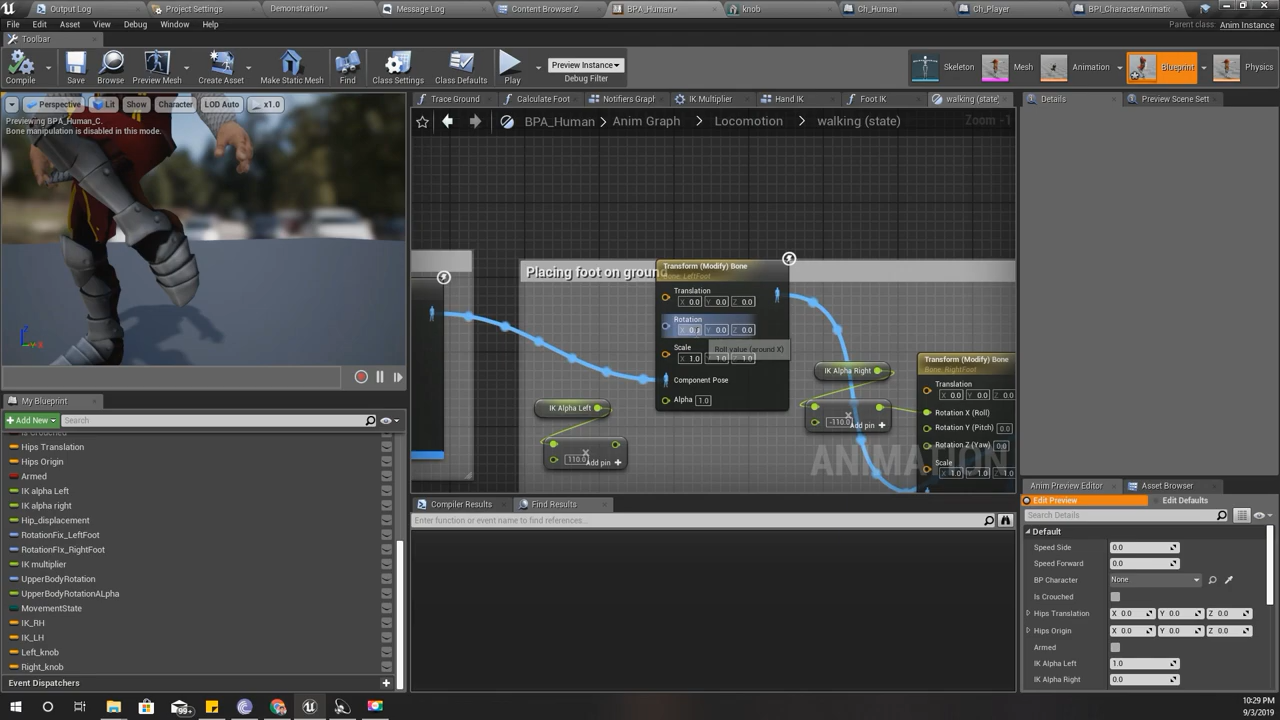 Output Log
Project Settings
Demonstration*
Message Log
Content Browser 2
BPA_Human*
knob
Ch_Human
Ch_Player
BPI_CharacterAnimatio
File Edit Asset View Debug Window Help
Parent class: Anim Instance
Toolbar
Compile
Save
Browse
Preview Mesh
Create Asset
Make Static Mesh
Find
Class Settings
Class Defaults
Play
Preview Instance
Debug Filter
Skeleton
Mesh
Animation
Blueprint
Physics
Perspective Lit Show Character LOD Auto x1.0
Previewing BPA_Human_C.
Bone manipulation is disabled in this mode.
Trace Ground
Calculate Foot
Notifiers Graph
IK Multiplier
Hand IK
Foot IK
walking (state)
Details
Preview Scene Sett
BPA_Human > Anim Graph > Locomotion > walking (state)
Zoom -1
Placing foot on ground
Transform (Modify) Bone
Bone: LeftFoot
Translation
X 0.0 Y 0.0 Z 0.0
Rotation
X 0.0 Y 0.0 Z 0.0
Scale
Roll value (around X)
X 1.0 Y 1.0 Z 1.0
Component Pose
Alpha 1.0
IK Alpha Left
110.0
Add pin +
IK Alpha Right
-110.0
Add pin +
Transform (Modify) Bone
Bone: RightFoot
Translation
X 0.0 Y 0.0 Z 0.0
Rotation X (Roll)
Rotation Y (Pitch) 0.0
Rotation Z (Yaw) 0.0
Scale
X 1.0 Y 1.0 Z 1.0
ANIMATION
My Blueprint
+ Add New
Search
Hips Translation
Hips Origin
Armed
IK alpha Left
IK alpha right
Hip_displacement
RotationFix_LeftFoot
RotationFIx_RightFoot
IK multiplier
UpperBodyRotation
UpperBodyRotationALpha
MovementState
IK_RH
IK_LH
Left_knob
Right_knob
Event Dispatchers
Compiler Results
Find Results
Enter function or event name to find references...
Anim Preview Editor
Asset Browser
Edit Preview
Edit Defaults
Search Details
Default
Speed Side 0.0
Speed Forward 0.0
BP Character None
Is Crouched
Hips Translation X 0.0 Y 0.0 Z 0.0
Hips Origin X 0.0 Y 0.0 Z 0.0
Armed
IK Alpha Left 1.0
IK Alpha Right 0.0
99+
10:29 PM
9/3/2019